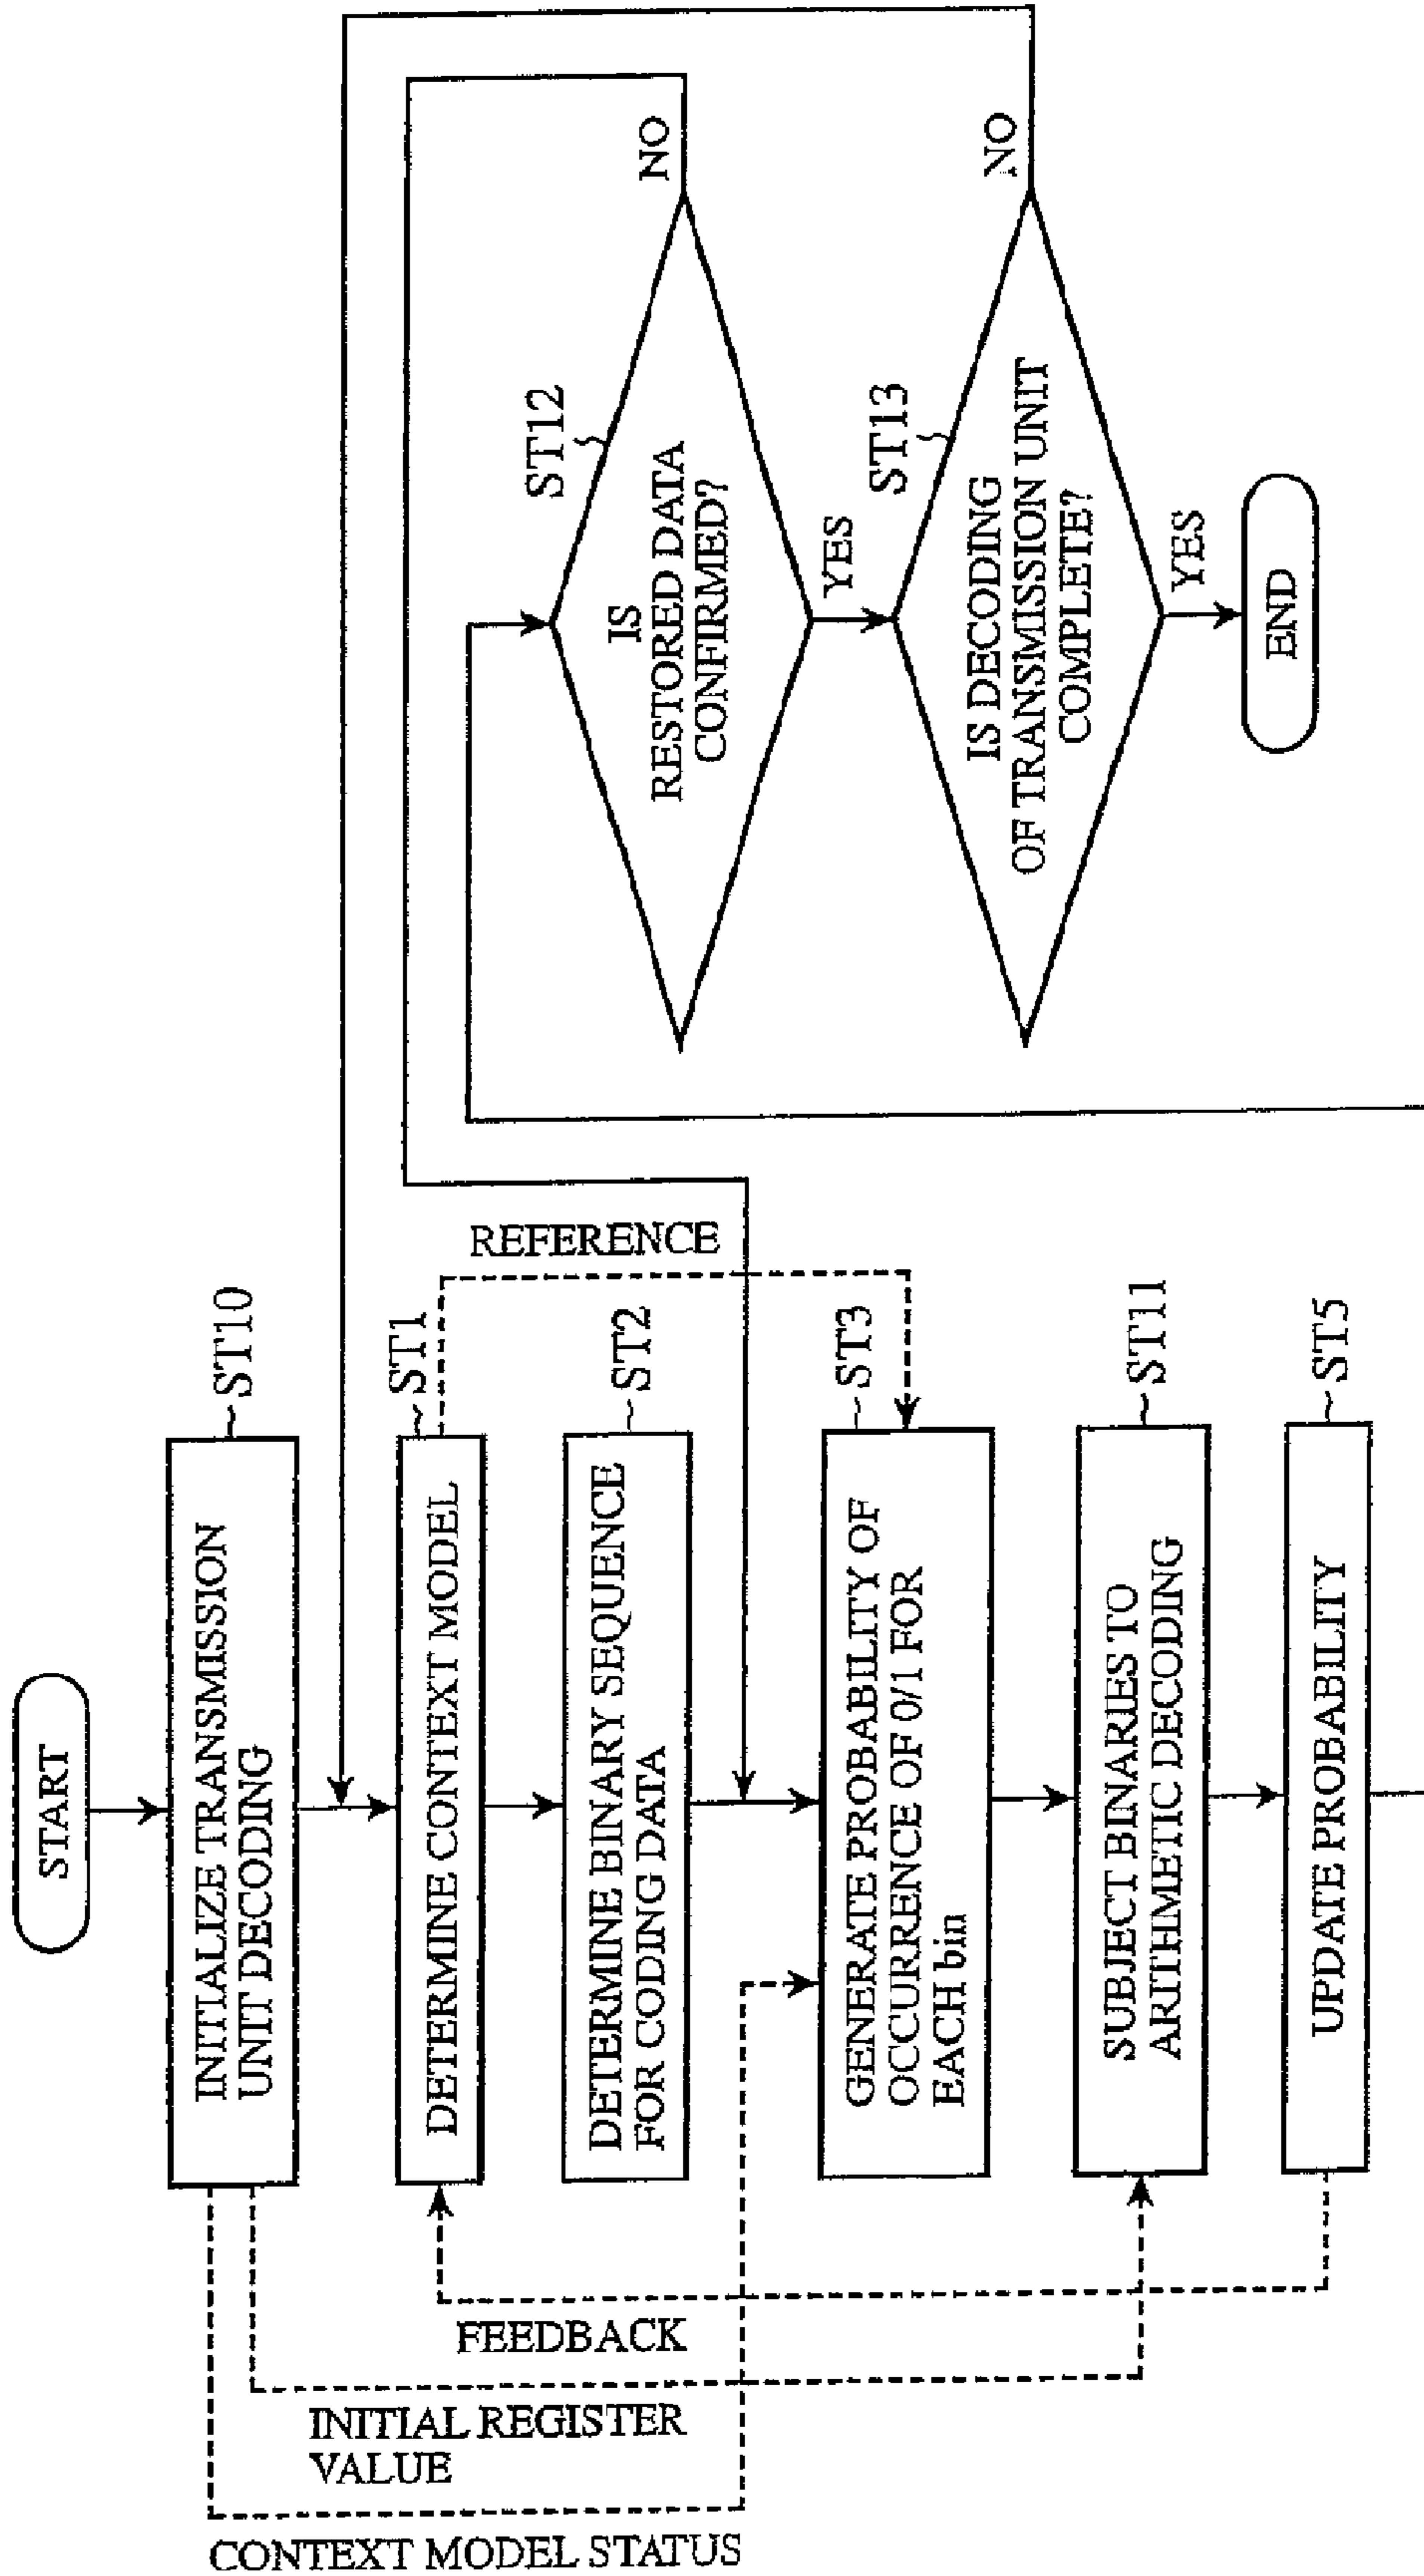 START
INITIALIZE TRANSMISSION
UNIT DECODING
~ST10
DETERMINE CONTEXT MODEL
~ST1
REFERENCE
DETERMINE BINARY SEQUENCE
FOR CODING DATA
~ST2
GENERATE PROBABILITY OF
OCCURRENCE OF 0/1 FOR
EACH bin
~ST3
SUBJECT BINARIES TO
ARITHMETIC DECODING
~ST11
UPDATE PROBABILITY
~ST5
FEEDBACK
INITIAL REGISTER
VALUE
CONTEXT MODEL STATUS
ST12
IS
RESTORED DATA
CONFIRMED?
NO
YES
ST13
IS DECODING
OF TRANSMISSION UNIT
COMPLETE?
NO
YES
END